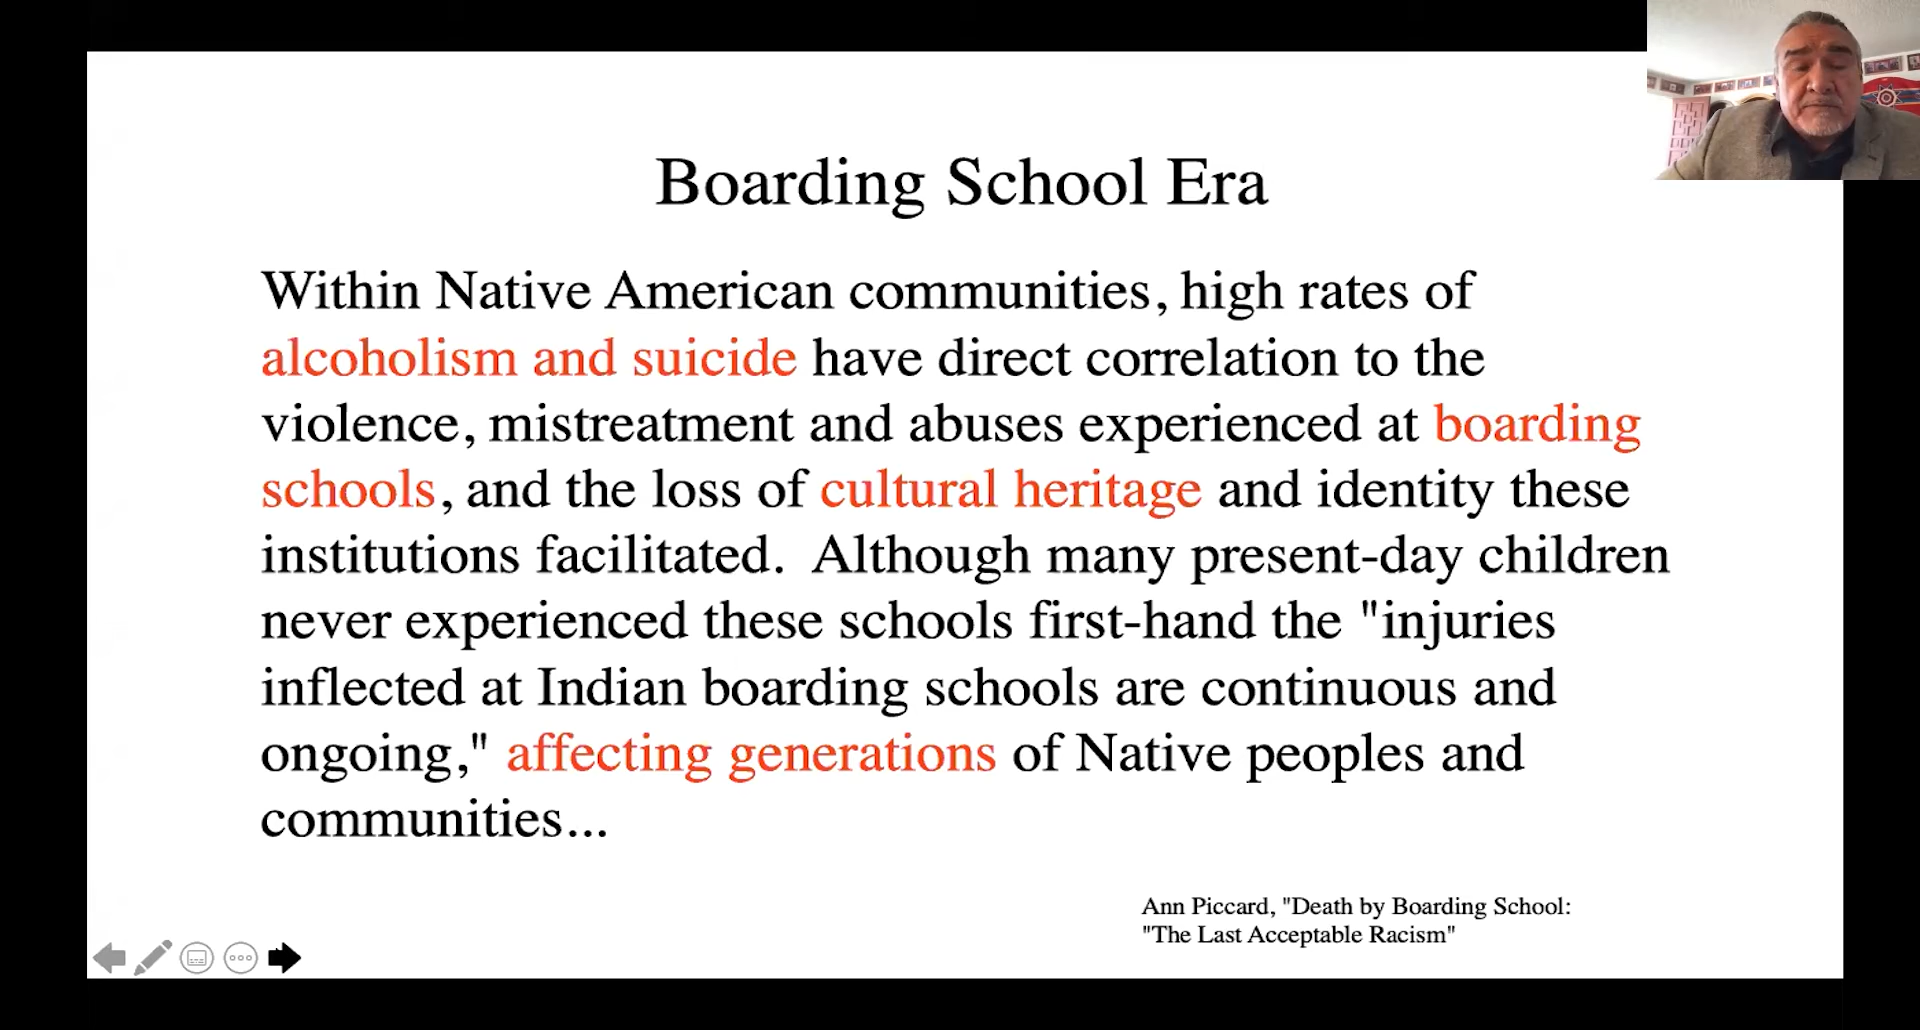 Boarding School Era
Within Native American communities, high rates of
alcoholism and suicide have direct correlation to the
violence, mistreatment and abuses experienced at boarding
schools, and the loss of cultural heritage and identity these
institutions facilitated.  Although many present-day children
never experienced these schools first-hand the "injuries
inflected at Indian boarding schools are continuous and
ongoing," affecting generations of Native peoples and
communities...
Ann Piccard, "Death by Boarding School:
"The Last Acceptable Racism"